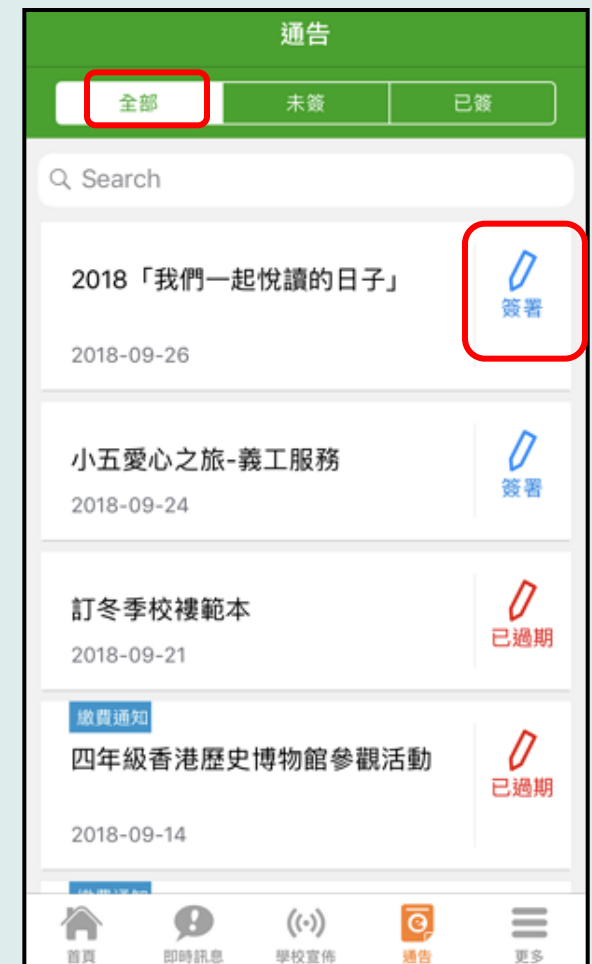 通告
全部 未簽 已簽
Search
2018「我們一起悅讀的日子」
簽署
2018-09-26
小五愛心之旅-義工服務
簽署
2018-09-24
訂冬季校褸範本
已過期
2018-09-21
繳費通知
四年級香港歷史博物館參觀活動
已過期
2018-09-14
首頁 即時訊息 學校宣佈 通告 更多